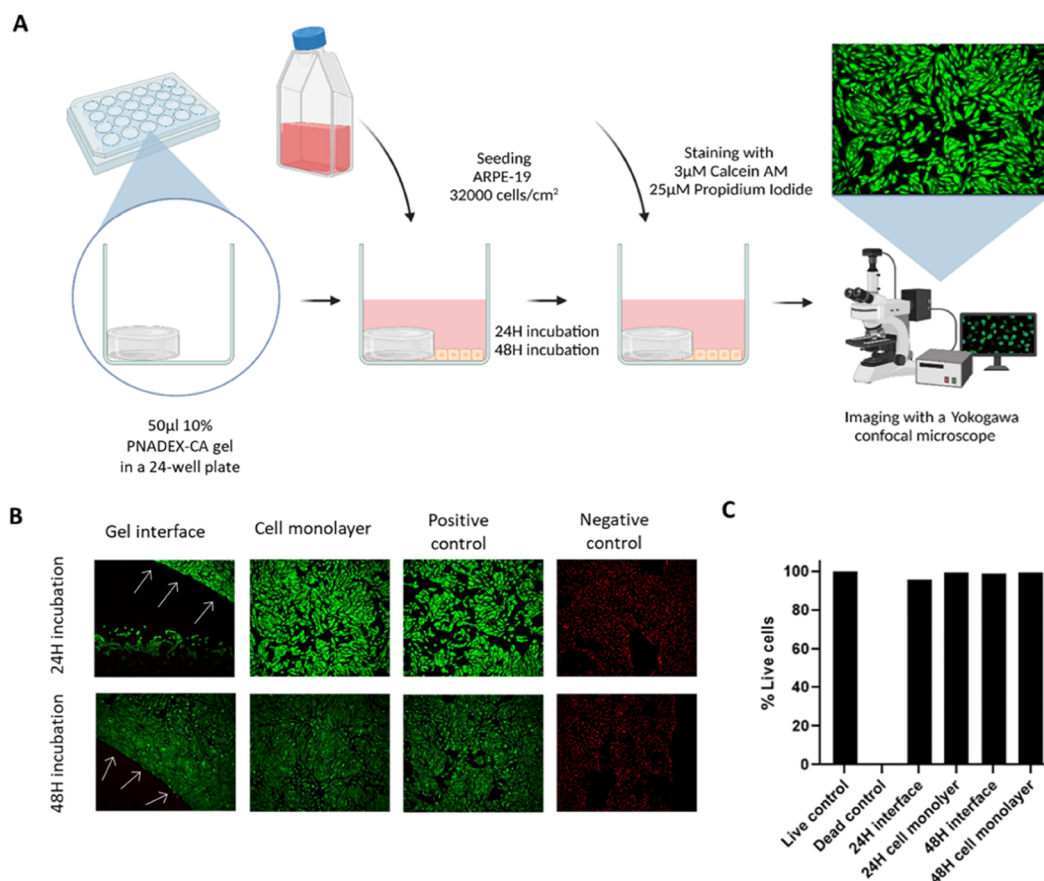 A
Seeding
ARPE-19
32000 cells/cm²
Staining with
3μM Calcein AM
25μM Propidium Iodide
24H incubation
48H incubation
50μl 10%
PNADEX-CA gel
in a 24-well plate
Imaging with a Yokogawa
confocal microscope
B
Gel interface
Cell monolayer
Positive
control
Negative
control
24H incubation
48H incubation
C
% Live cells
100
80
60
40
20
0
Live control
Dead control
24H interface
24H cell monolyer
48H interface
48H cell monolayer